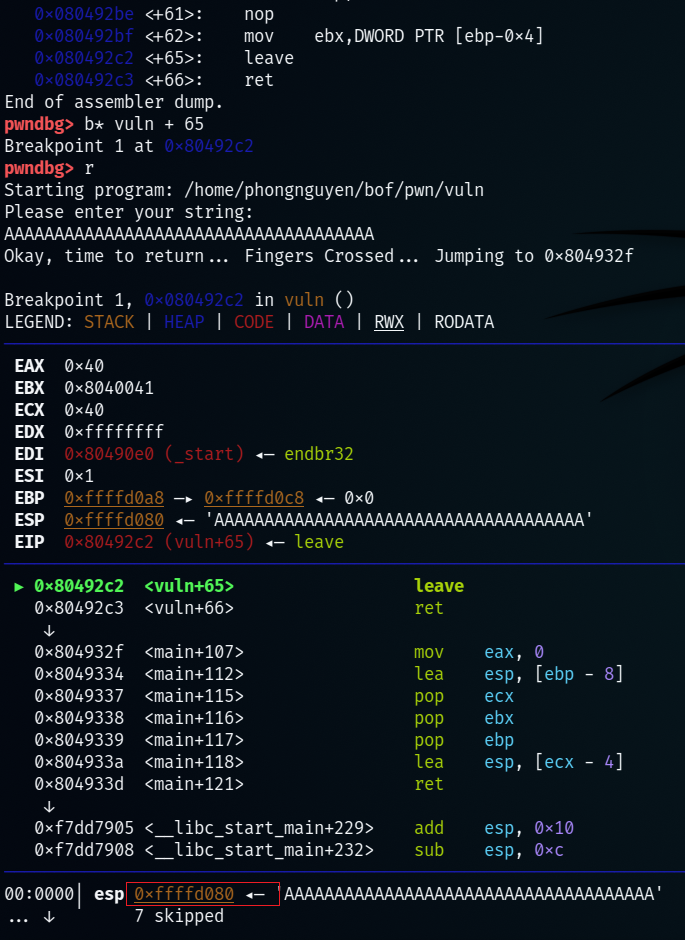 0x080492be <+61>:    nop
0x080492bf <+62>:    mov    ebx,DWORD PTR [ebp-0x4]
0x080492c2 <+65>:    leave
0x080492c3 <+66>:    ret
End of assembler dump.
pwndbg> b* vuln + 65
Breakpoint 1 at 0x80492c2
pwndbg> r
Starting program: /home/phongnguyen/bof/pwn/vuln
Please enter your string:
AAAAAAAAAAAAAAAAAAAAAAAAAAAAAAAAAAAAA
Okay, time to return... Fingers Crossed... Jumping to 0x804932f
Breakpoint 1, 0x080492c2 in vuln ()
LEGEND: STACK | HEAP | CODE | DATA | RWX | RODATA
EAX  0x40
EBX  0x8040041
ECX  0x40
EDX  0xffffffff
EDI  0x80490e0 (_start) ◂— endbr32
ESI  0x1
EBP  0xffffd0a8 —▸ 0xffffd0c8 ◂— 0x0
ESP  0xffffd080 ◂— 'AAAAAAAAAAAAAAAAAAAAAAAAAAAAAAAAAAAAA'
EIP  0x80492c2 (vuln+65) ◂— leave
► 0x80492c2  <vuln+65>                  leave
0x80492c3  <vuln+66>                  ret
↓
0x804932f  <main+107>                 mov    eax, 0
0x8049334  <main+112>                 lea    esp, [ebp - 8]
0x8049337  <main+115>                 pop    ecx
0x8049338  <main+116>                 pop    ebx
0x8049339  <main+117>                 pop    ebp
0x804933a  <main+118>                 lea    esp, [ecx - 4]
0x804933d  <main+121>                 ret
↓
0xf7dd7905 <__libc_start_main+229>    add    esp, 0x10
0xf7dd7908 <__libc_start_main+232>    sub    esp, 0xc
00:0000│ esp 0xffffd080 ◂— 'AAAAAAAAAAAAAAAAAAAAAAAAAAAAAAAAAAAAA'
... ↓        7 skipped